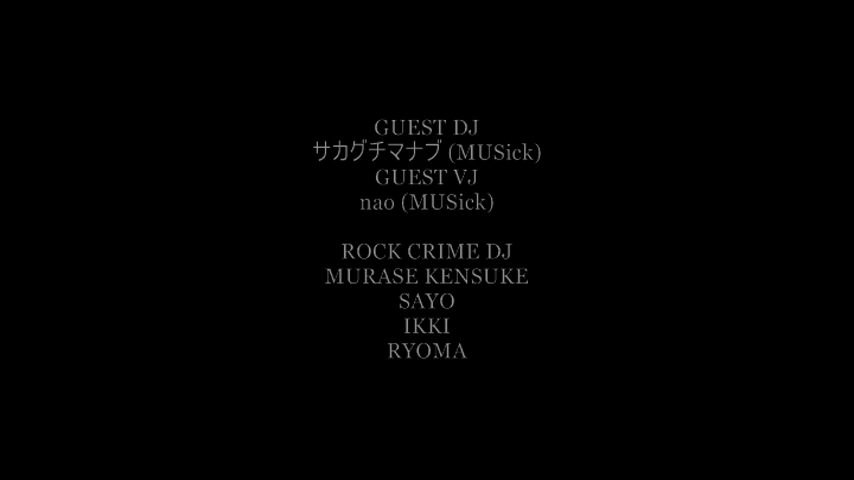 GUEST DJ
サカグチマナブ (MUSick)
GUEST VJ
nao (MUSick)
ROCK CRIME DJ
MURASE KENSUKE
SAYO
IKKI
RYOMA